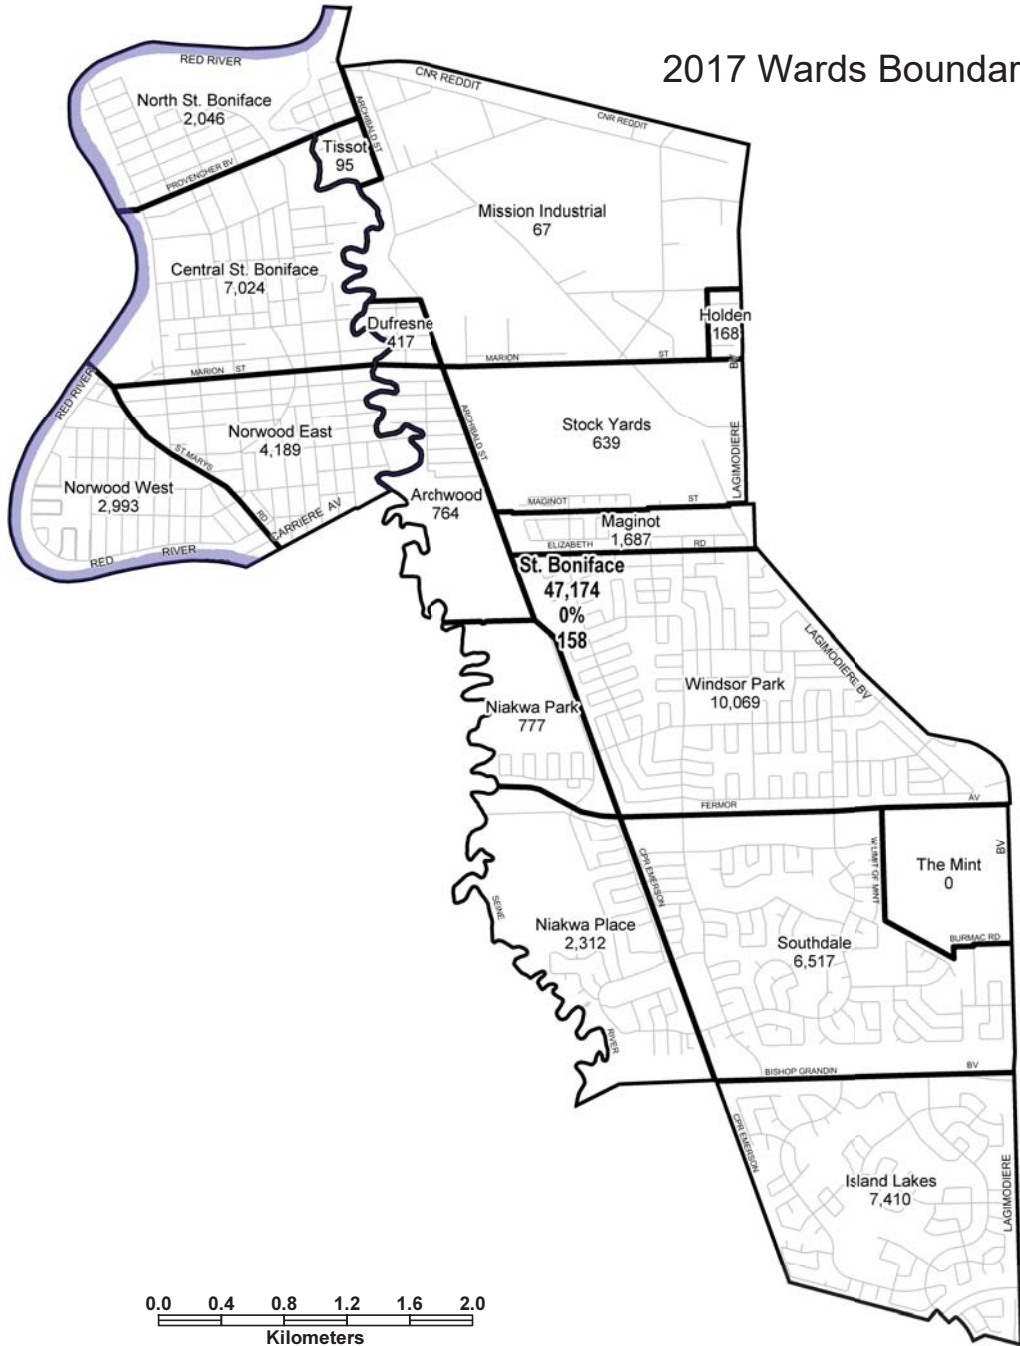 2017 Wards Boundar
RED RIVER
CNR REDDIT
CNR REDDIT
North St. Boniface
2,046
ARCHIBALD ST
Tissot
95
PROVENCHER BV
Mission Industrial
67
Central St. Boniface
7,024
Holden
168
Dufresne
417
MARION ST
MARION ST
BV
RED RIVER
ARCHIBALD ST
Stock Yards
639
Norwood East
4,189
ST.MARYS RD
LAGIMODIERE
Norwood West
2,993
Archwood
764
CARRIERE AV
MAGINOT ST
Maginot
1,687
ELIZABETH RD
RED RIVER
St. Boniface
47,174
0%
158
LAGIMODIERE BV
Windsor Park
10,069
Niakwa Park
777
FERMOR AV
W LIMIT OF MINT
BV
The Mint
0
CPR EMERSON
SEINE
Niakwa Place
2,312
Southdale
6,517
BURMAC RD
RIVER
BISHOP GRANDIN BV
CPR EMERSON
Island Lakes
7,410
LAGIMODIERE
0.0 0.4 0.8 1.2 1.6 2.0
Kilometers